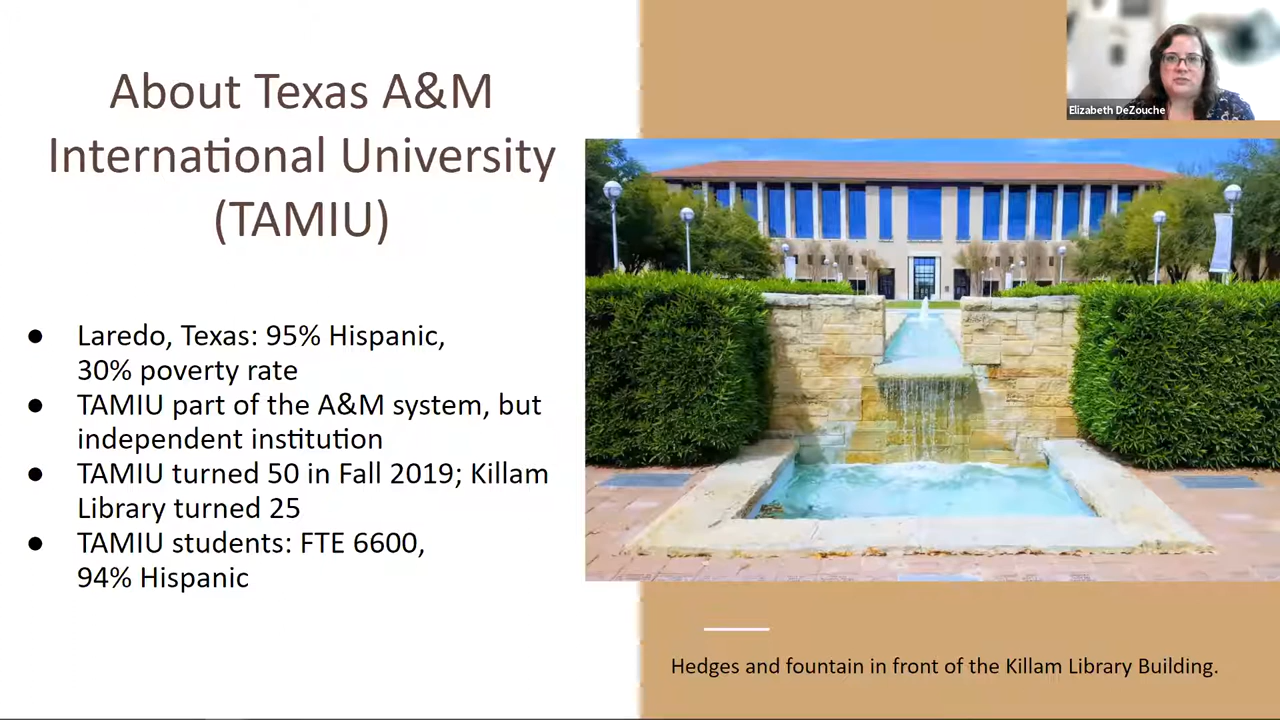 About Texas A&M
International University
(TAMIU)
● Laredo, Texas: 95% Hispanic,
30% poverty rate
● TAMIU part of the A&M system, but
independent institution
● TAMIU turned 50 in Fall 2019; Killam
Library turned 25
● TAMIU students: FTE 6600,
94% Hispanic
Elizabeth DeZouche
Hedges and fountain in front of the Killam Library Building.